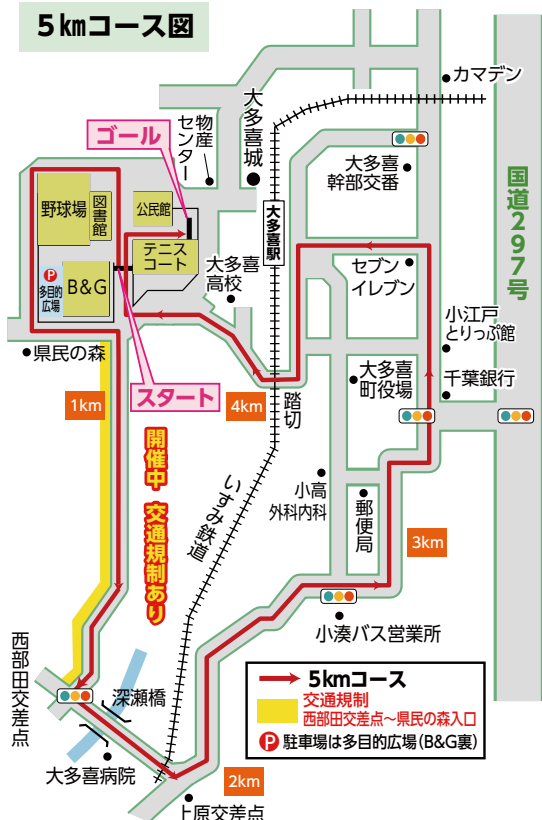 5㎞コース図
カマデン
物産
センター
大多喜城
ゴール
大多喜
幹部交番
国道297号
野球場
図書館
公民館
大多喜駅
テニス
コート
大多喜
高校
セブン
イレブン
P
多目的
広場
B&G
小江戸
とりっぷ館
県民の森
スタート
大多喜
町役場
千葉銀行
1km
4km
踏切
開催中 交通規制あり
いすみ鉄道
小高
外科内科
郵便局
3km
小湊バス営業所
西部田交差点
深瀬橋
大多喜病院
2km
上原交差点
5kmコース
交通規制
西部田交差点～県民の森入口
P 駐車場は多目的広場(B&G裏)